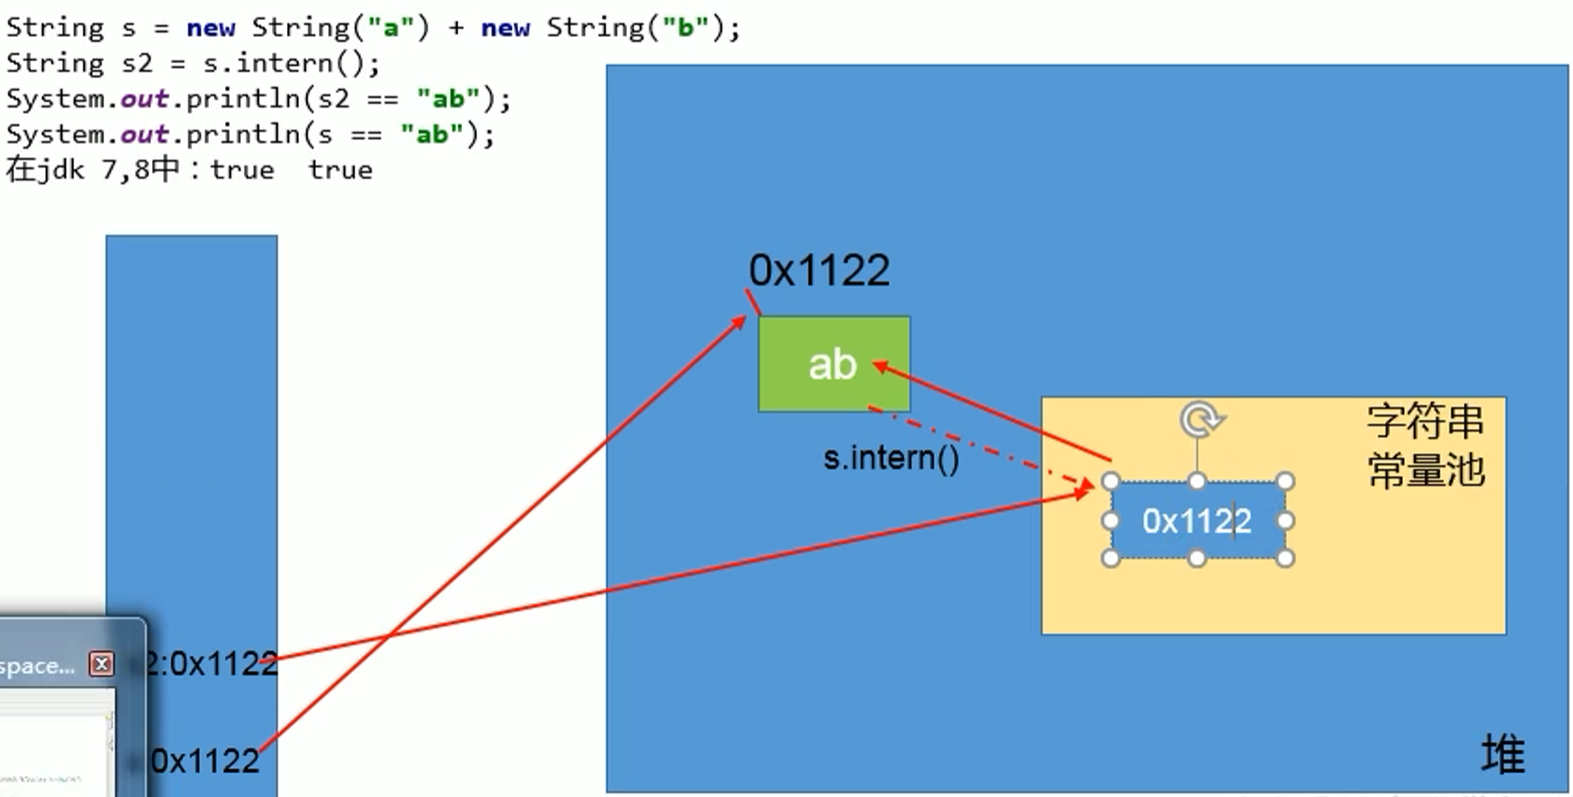 String s = new String("a") + new String("b");
String s2 = s.intern();
System.out.println(s2 == "ab");
System.out.println(s == "ab");
在jdk 7,8中：true  true
0x1122
ab
s.intern()
字符串
常量池
0x1122
space...
2:0x1122
0x1122
堆